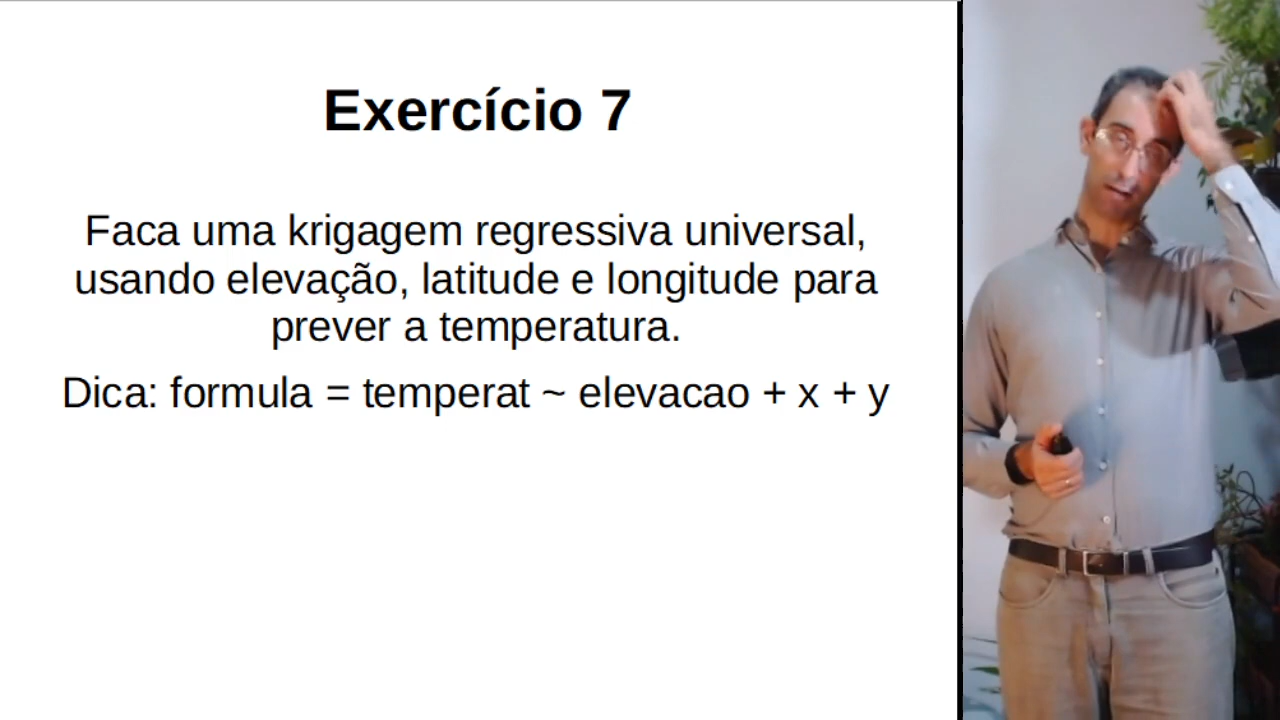 Exercício 7
Faca uma krigagem regressiva universal,
usando elevação, latitude e longitude para
prever a temperatura.
Dica: formula = temperat ~ elevacao + x + y